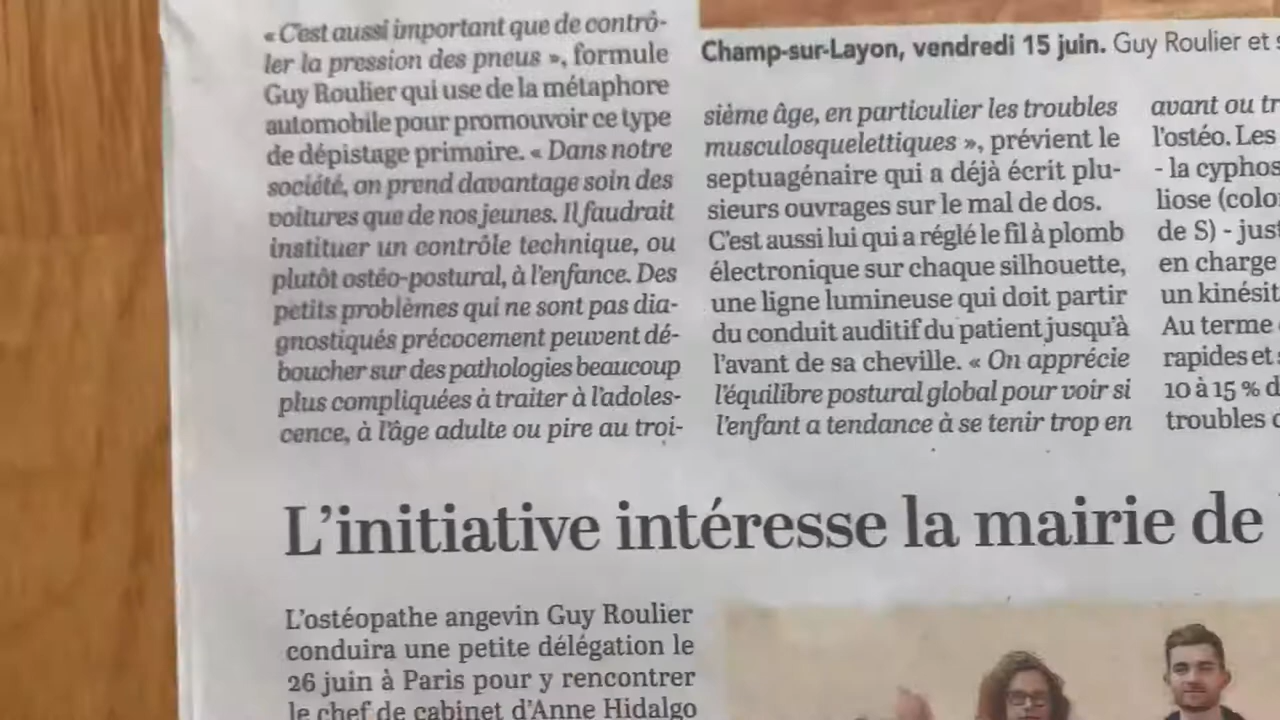 « C'est aussi important que de contrô-
ler la pression des pneus », formule
Guy Roulier qui use de la métaphore
automobile pour promouvoir ce type
de dépistage primaire. « Dans notre
société, on prend davantage soin des
voitures que de nos jeunes. Il faudrait
instituer un contrôle technique, ou
plutôt ostéo-postural, à l'enfance. Des
petits problèmes qui ne sont pas dia-
gnostiqués précocement peuvent dé-
boucher sur des pathologies beaucoup
plus compliquées à traiter à l'adoles-
cence, à l'âge adulte ou pire au troi-
Champ-sur-Layon, vendredi 15 juin. Guy Roulier et
sième âge, en particulier les troubles
musculosquelettiques », prévient le
septuagénaire qui a déjà écrit plu-
sieurs ouvrages sur le mal de dos.
C'est aussi lui qui a réglé le fil à plomb
électronique sur chaque silhouette,
une ligne lumineuse qui doit partir
du conduit auditif du patient jusqu'à
l'avant de sa cheville. « On apprécie
l'équilibre postural global pour voir si
l'enfant a tendance à se tenir trop en
avant ou tr
l'ostéo. Les
- la cyphos
liose (colo
de S) - just
en charge
un kinésit
Au terme
rapides et
10 à 15 % d
troubles
L'initiative intéresse la mairie de
L'ostéopathe angevin Guy Roulier
conduira une petite délégation le
26 juin à Paris pour y rencontrer
le chef de cabinet d'Anne Hidalgo